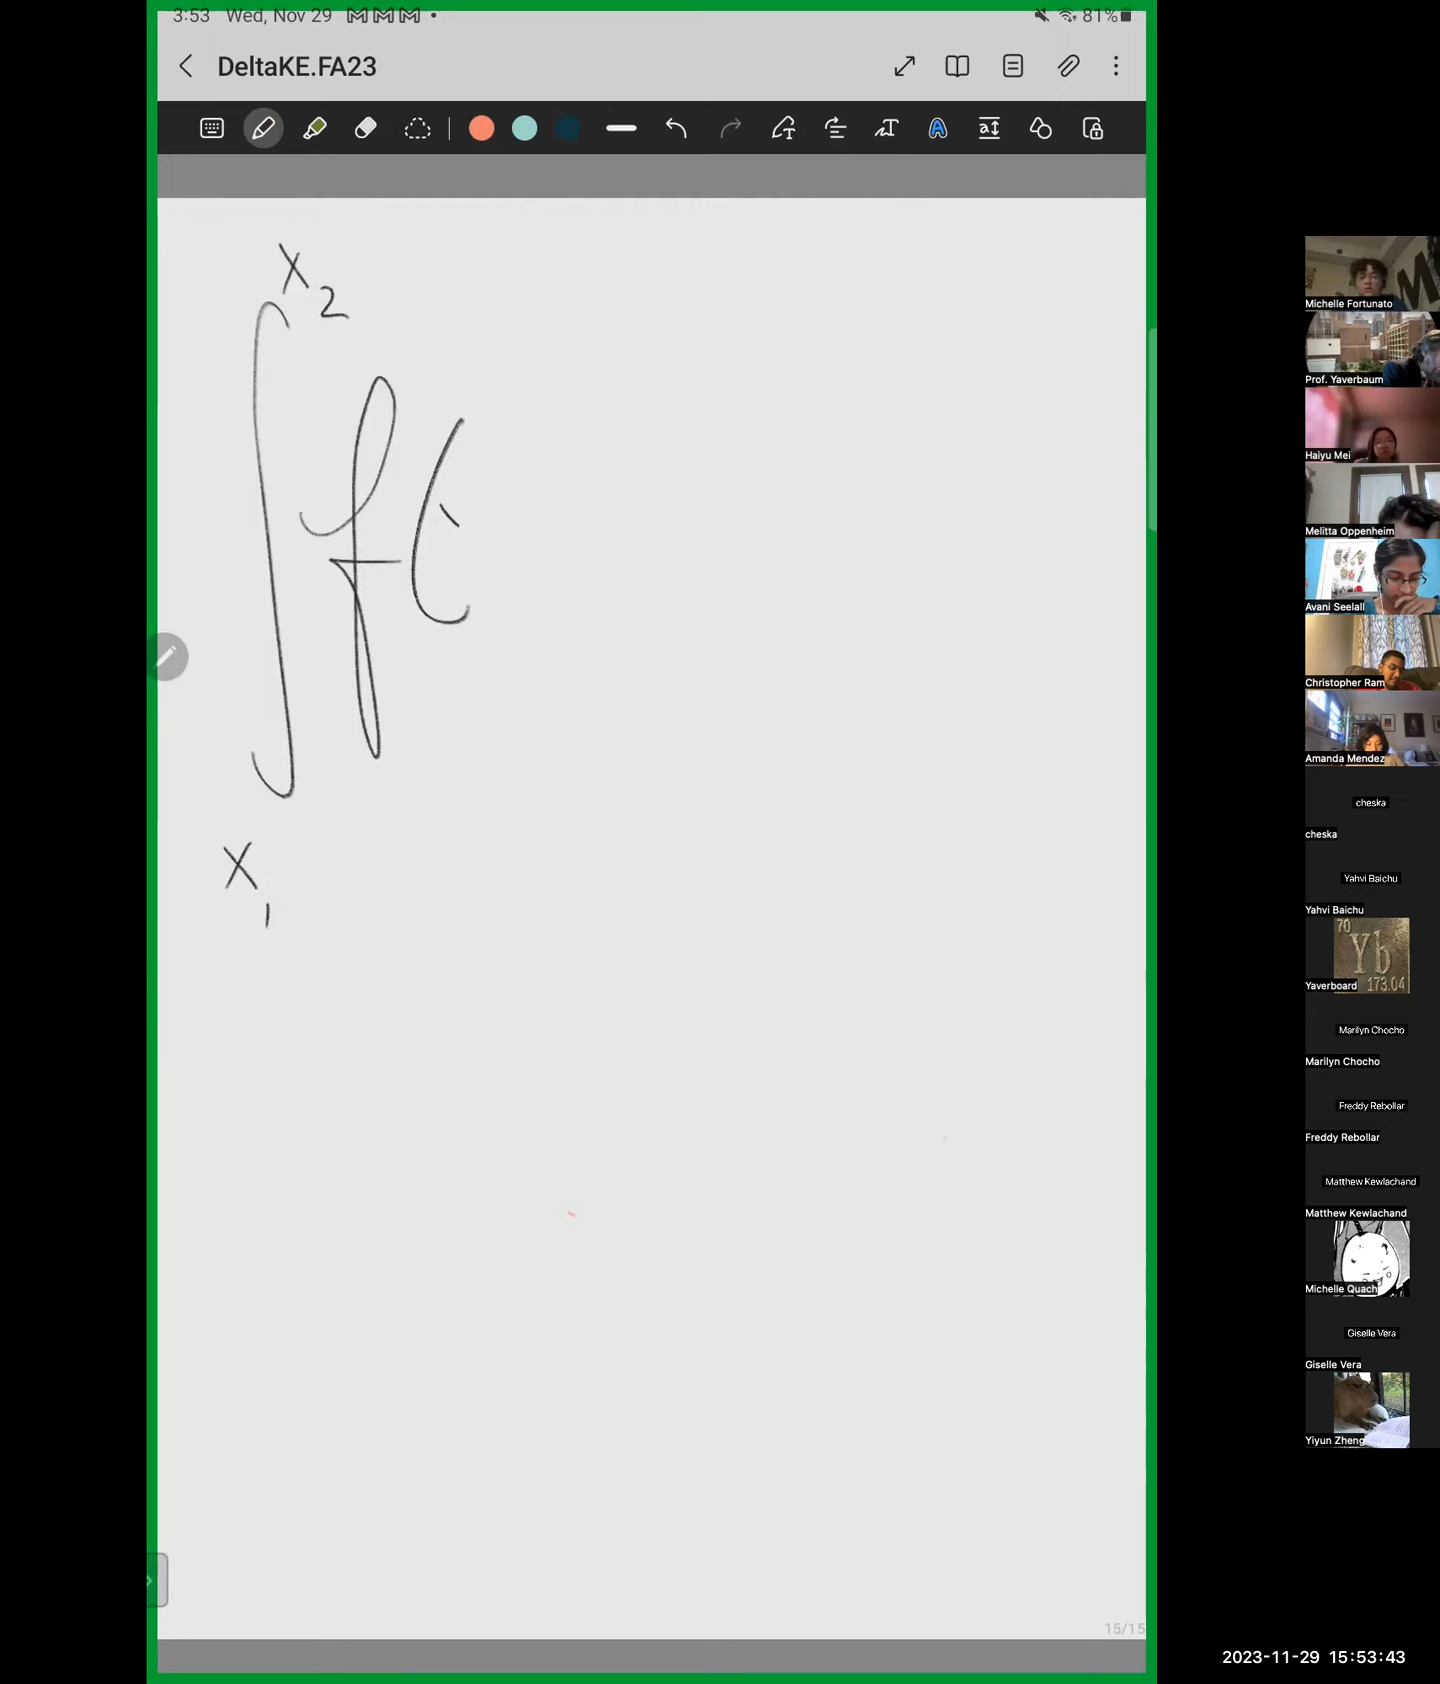 3:53 Wed, Nov 29 M M M •
81%
DeltaKE.FA23
x₂
∫ f(
x₁
15/15
Michelle Fortunato
Prof. Yaverbaum
Haiyu Mei
Melitta Oppenheim
Avani Seelall
Christopher Ram
Amanda Mendez
cheska
cheska
Yahvi Baichu
Yahvi Baichu
70
Yb
173.04
Yaverboard
Marilyn Chocho
Marilyn Chocho
Freddy Rebollar
Freddy Rebollar
Matthew Kewlachand
Matthew Kewlachand
Michelle Quach
Giselle Vera
Giselle Vera
Yiyun Zheng
2023-11-29 15:53:43